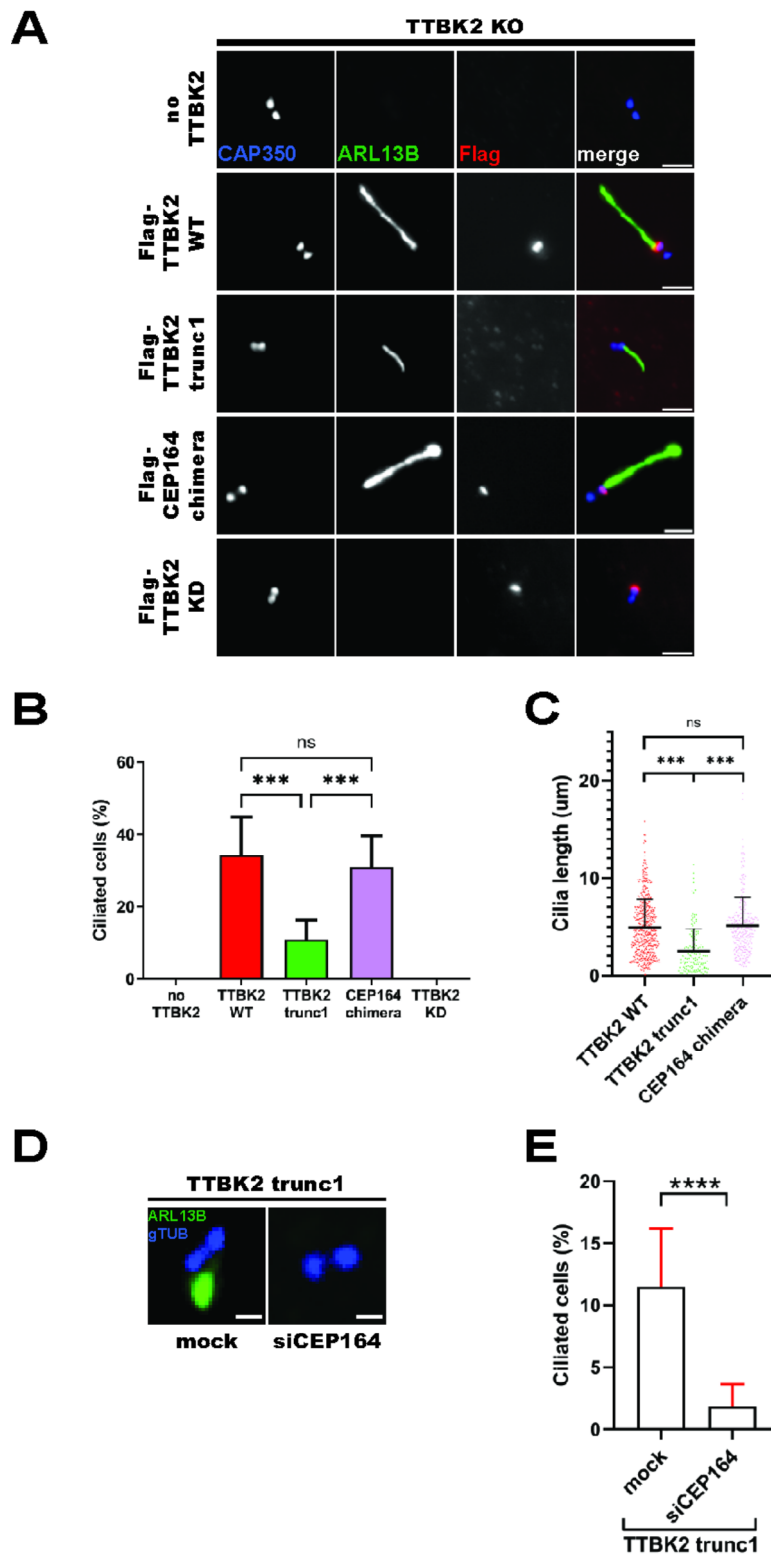 A
TTBK2 KO
no
TTBK2
CAP350
ARL13B
Flag
merge
Flag-
TTBK2
WT
Flag-
TTBK2
trunc1
Flag-
CEP164
chimera
Flag-
TTBK2
KD
B
ns
*** ***
60
40
20
0
Ciliated cells (%)
no
TTBK2
TTBK2
WT
TTBK2
trunc1
CEP164
chimera
TTBK2
KD
C
ns
*** ***
20
10
0
Cilia length (um)
TTBK2 WT
TTBK2 trunc1
CEP164 chimera
D
TTBK2 trunc1
ARL13B
gTUB
mock
siCEP164
E
****
20
15
10
5
0
Ciliated cells (%)
mock
siCEP164
TTBK2 trunc1